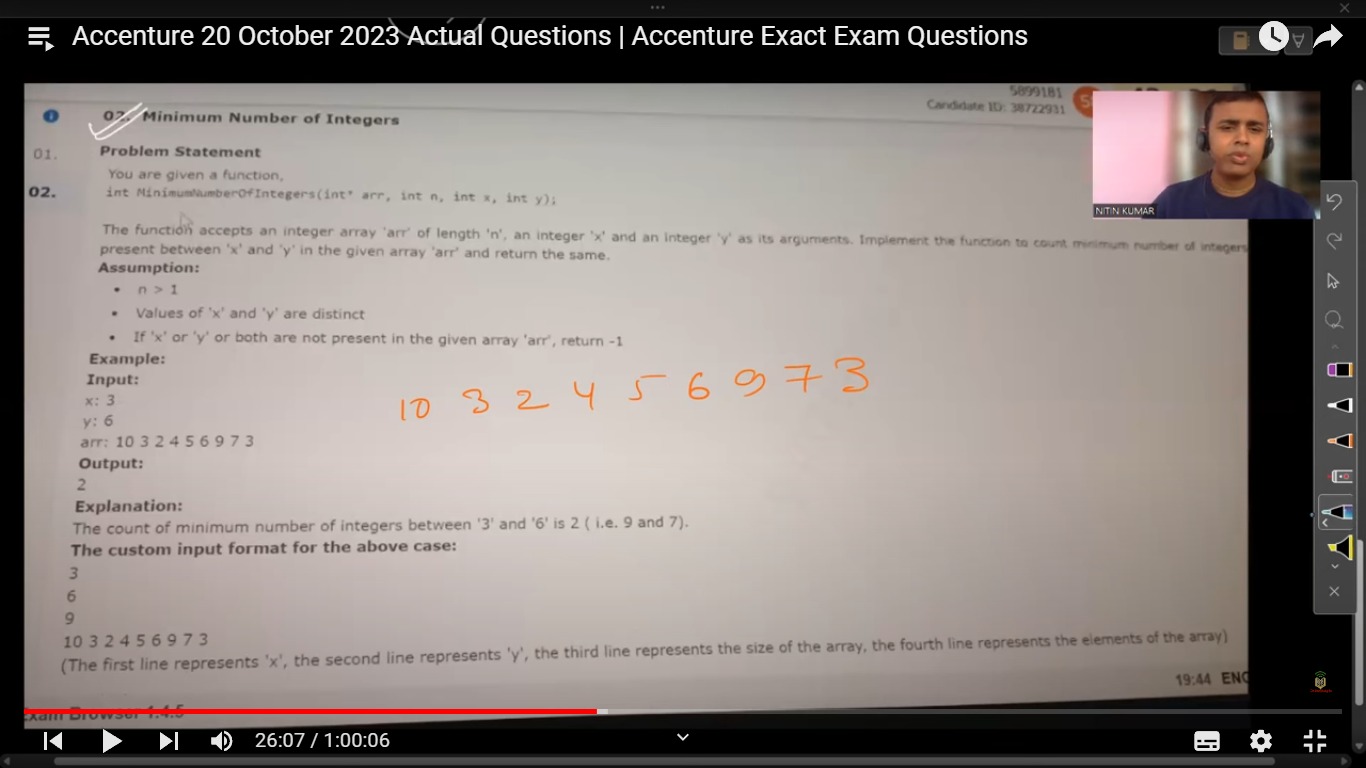 Accenture 20 October 2023 Actual Questions | Accenture Exact Exam Questions
5899181
Candidate ID: 38722931
02. Minimum Number of Integers
01.
Problem Statement
You are given a function,
02.
int MinimumNumberOfIntegers(int* arr, int n, int x, int y);
NITIN KUMAR
The function accepts an integer array 'arr' of length 'n', an integer 'x' and an integer 'y' as its arguments. Implement the function to count minimum number of integers
present between 'x' and 'y' in the given array 'arr' and return the same.
Assumption:
• n > 1
• Values of 'x' and 'y' are distinct
• If 'x' or 'y' or both are not present in the given array 'arr', return -1
Example:
Input:
x: 3
y: 6
arr: 10 3 2 4 5 6 9 7 3
10 3 2 4 5 6 9 7 3
Output:
2
Explanation:
The count of minimum number of integers between '3' and '6' is 2 ( i.e. 9 and 7).
The custom input format for the above case:
3
6
9
10 3 2 4 5 6 9 7 3
(The first line represents 'x', the second line represents 'y', the third line represents the size of the array, the fourth line represents the elements of the array)
19:44 ENG
Exam Browser 1.4.5
26:07 / 1:00:06